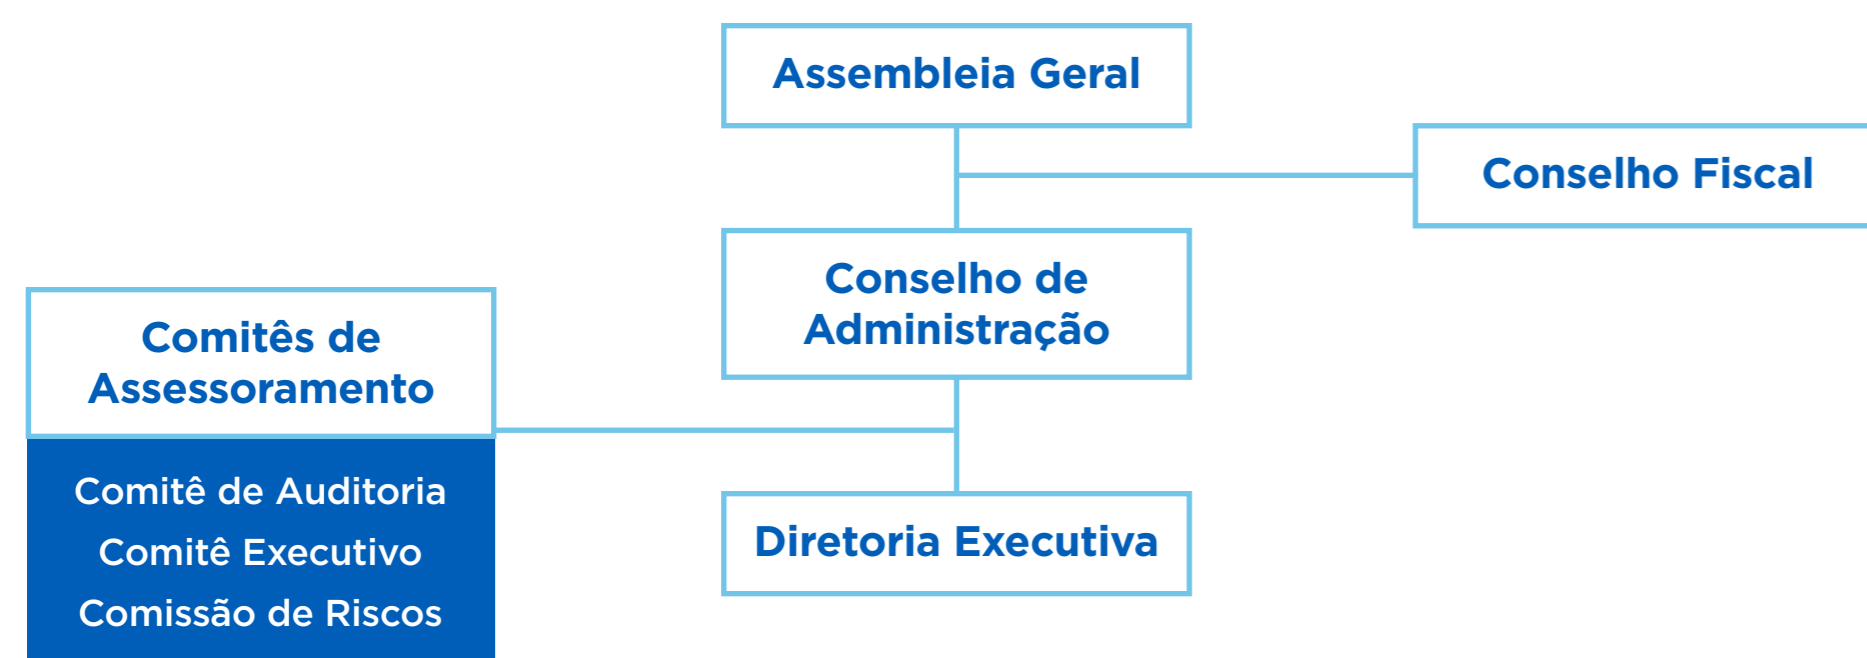 Assembleia Geral
Conselho Fiscal
Conselho de
Administração
Comitês de
Assessoramento
Comitê de Auditoria
Comitê Executivo
Comissão de Riscos
Diretoria Executiva